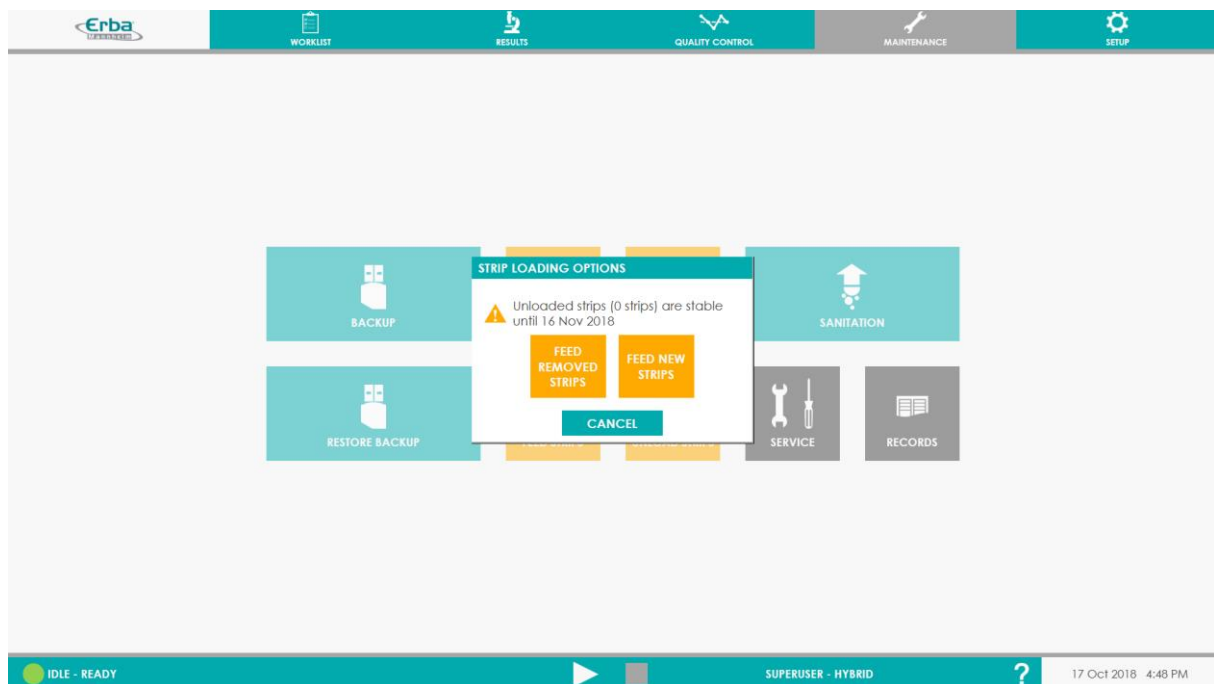 Erba
Mannheim
WORKLIST
RESULTS
QUALITY CONTROL
MAINTENANCE
SETUP
BACKUP
SANITATION
STRIP LOADING OPTIONS
Unloaded strips (0 strips) are stable
until 16 Nov 2018
FEED
REMOVED
STRIPS
FEED NEW
STRIPS
CANCEL
RESTORE BACKUP
SERVICE
RECORDS
IDLE - READY
SUPERUSER - HYBRID
?
17 Oct 2018 4:48 PM